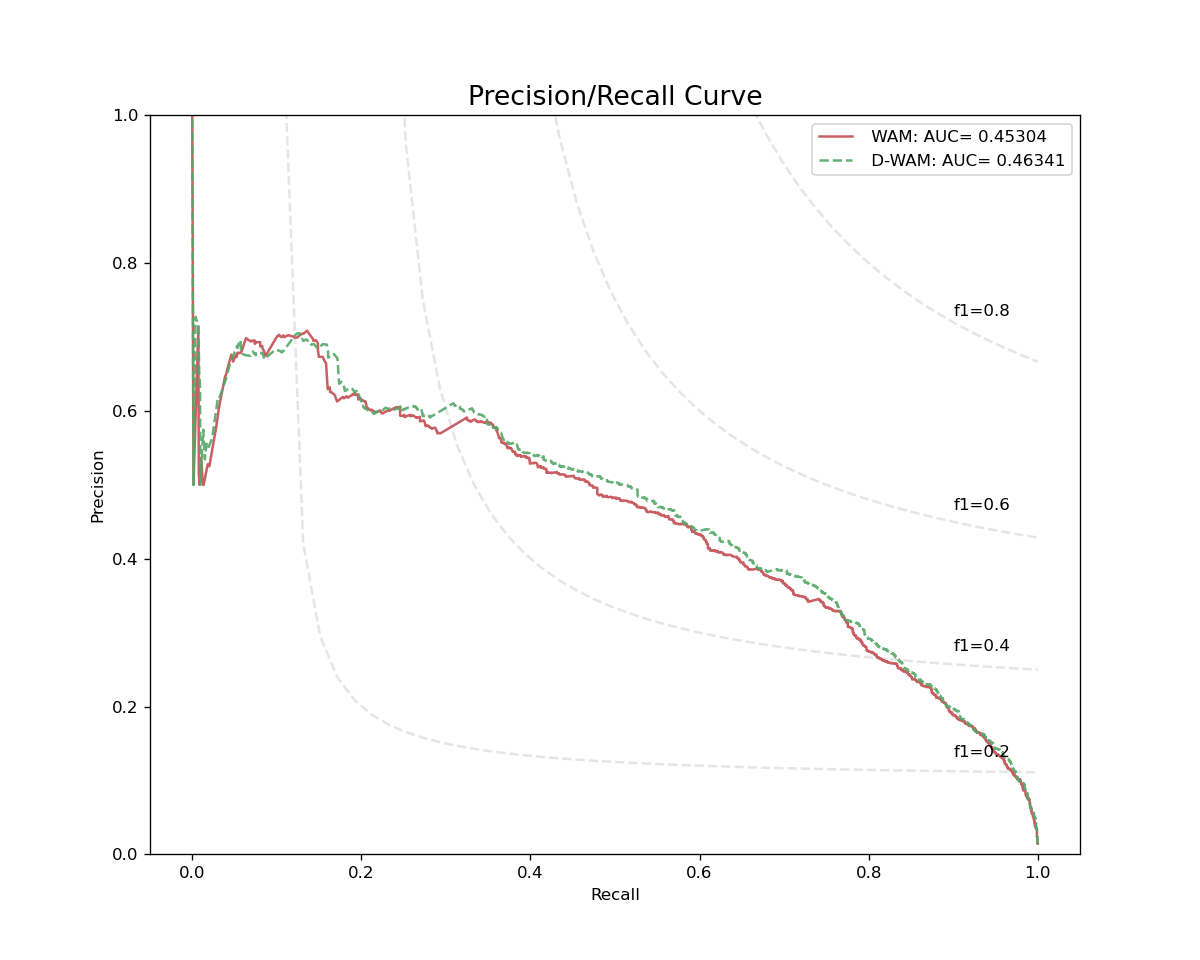 Precision/Recall Curve
WAM: AUC= 0.45304
D-WAM: AUC= 0.46341
f1=0.8
f1=0.6
f1=0.4
f1=0.2
Precision
1.0
0.8
0.6
0.4
0.2
0.0
0.0 0.2 0.4 0.6 0.8 1.0
Recall